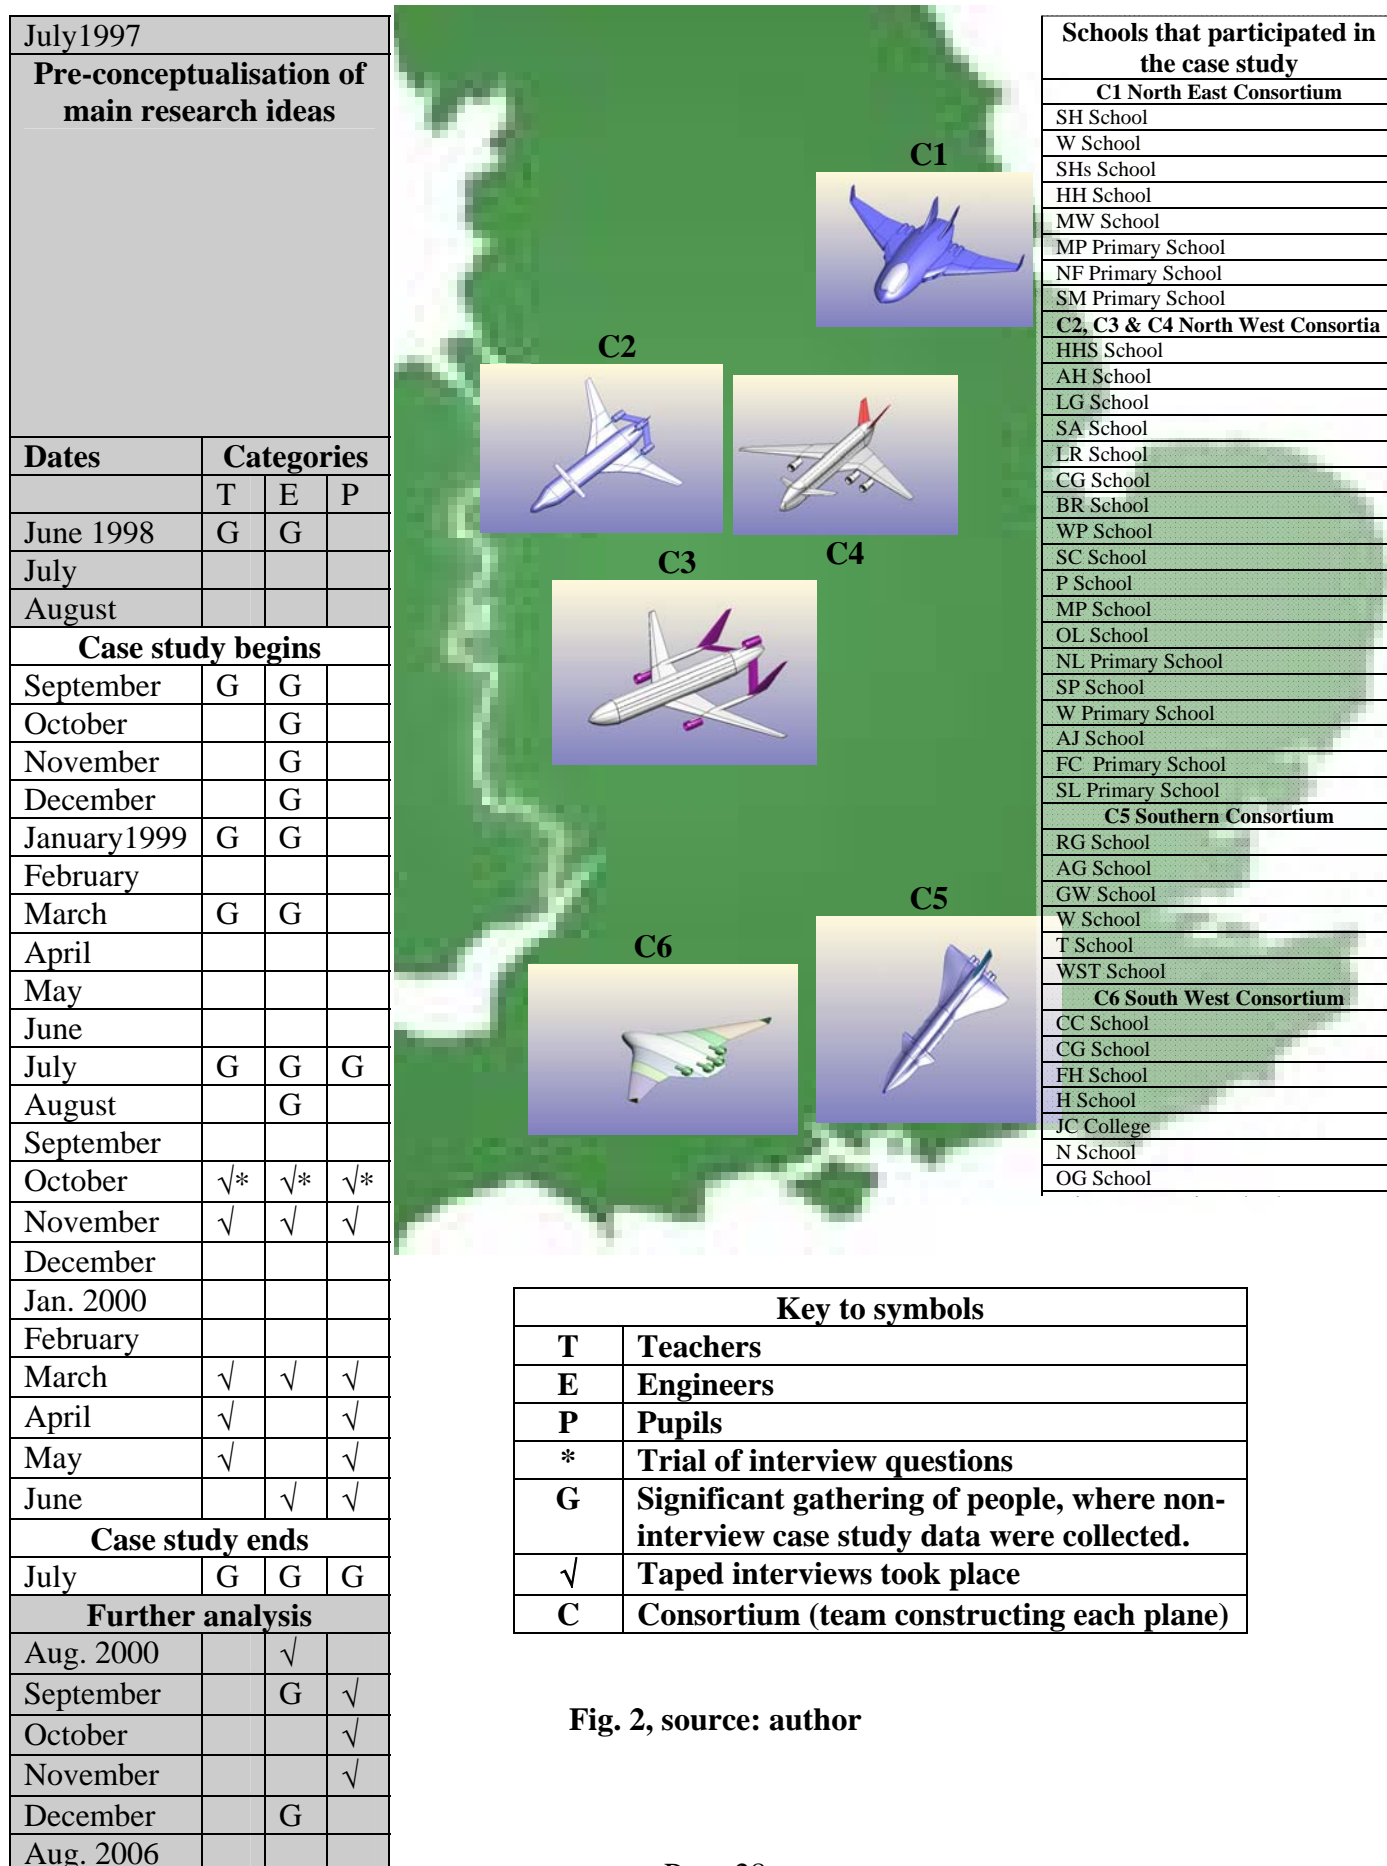 July1997
Pre-conceptualisation of
main research ideas
Dates Categories
T E P
June 1998 G G
July
August
Case study begins
September G G
October G
November G
December G
January1999 G G
February
March G G
April
May
June
July G G G
August G
September
October √* √* √*
November √ √ √
December
Jan. 2000
February
March √ √ √
April √ √
May √ √
June √ √
Case study ends
July G G G
Further analysis
Aug. 2000 √
September G √
October √
November √
December G
Aug. 2006
C1
C2
C4
C3
C5
C6
Schools that participated in
the case study
C1 North East Consortium
SH School
W School
SHs School
HH School
MW School
MP Primary School
NF Primary School
SM Primary School
C2, C3 & C4 North West Consortia
HHS School
AH School
LG School
SA School
LR School
CG School
BR School
WP School
SC School
P School
MP School
OL School
NL Primary School
SP School
W Primary School
AJ School
FC Primary School
SL Primary School
C5 Southern Consortium
RG School
AG School
GW School
W School
T School
WST School
C6 South West Consortium
CC School
CG School
FH School
H School
JC College
N School
OG School
Key to symbols
T Teachers
E Engineers
P Pupils
* Trial of interview questions
G Significant gathering of people, where non-
interview case study data were collected.
√ Taped interviews took place
C Consortium (team constructing each plane)
Fig. 2, source: author